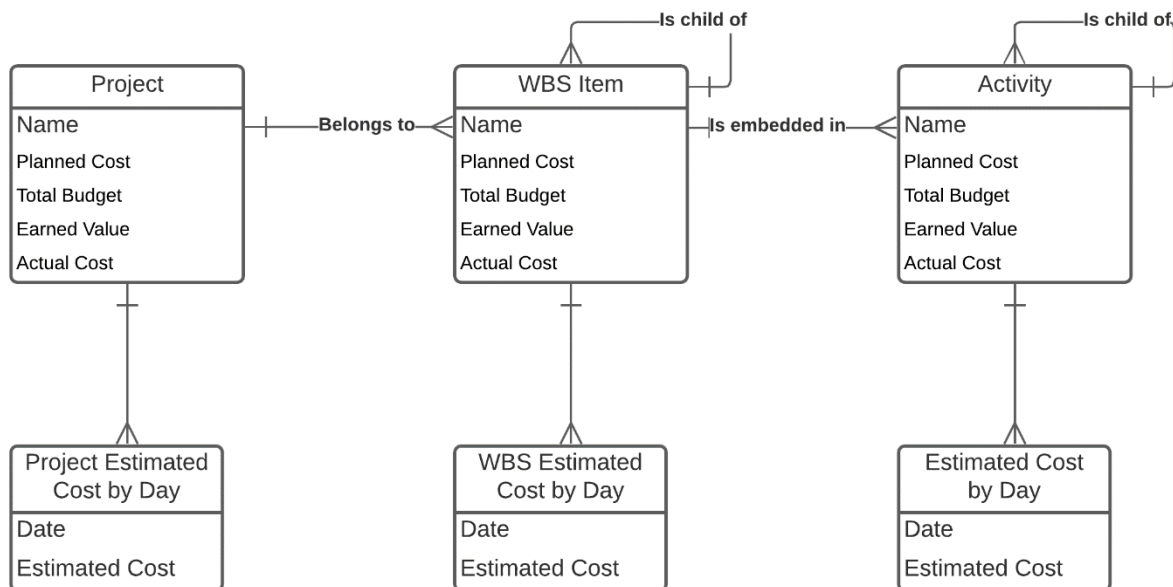 Is child of
Is child of
Project
WBS Item
Activity
Name
Belongs to
Name
Is embedded in
Name
Planned Cost
Planned Cost
Planned Cost
Total Budget
Total Budget
Total Budget
Earned Value
Earned Value
Earned Value
Actual Cost
Actual Cost
Actual Cost
Project Estimated
Cost by Day
WBS Estimated
Cost by Day
Estimated Cost
by Day
Date
Date
Date
Estimated Cost
Estimated Cost
Estimated Cost